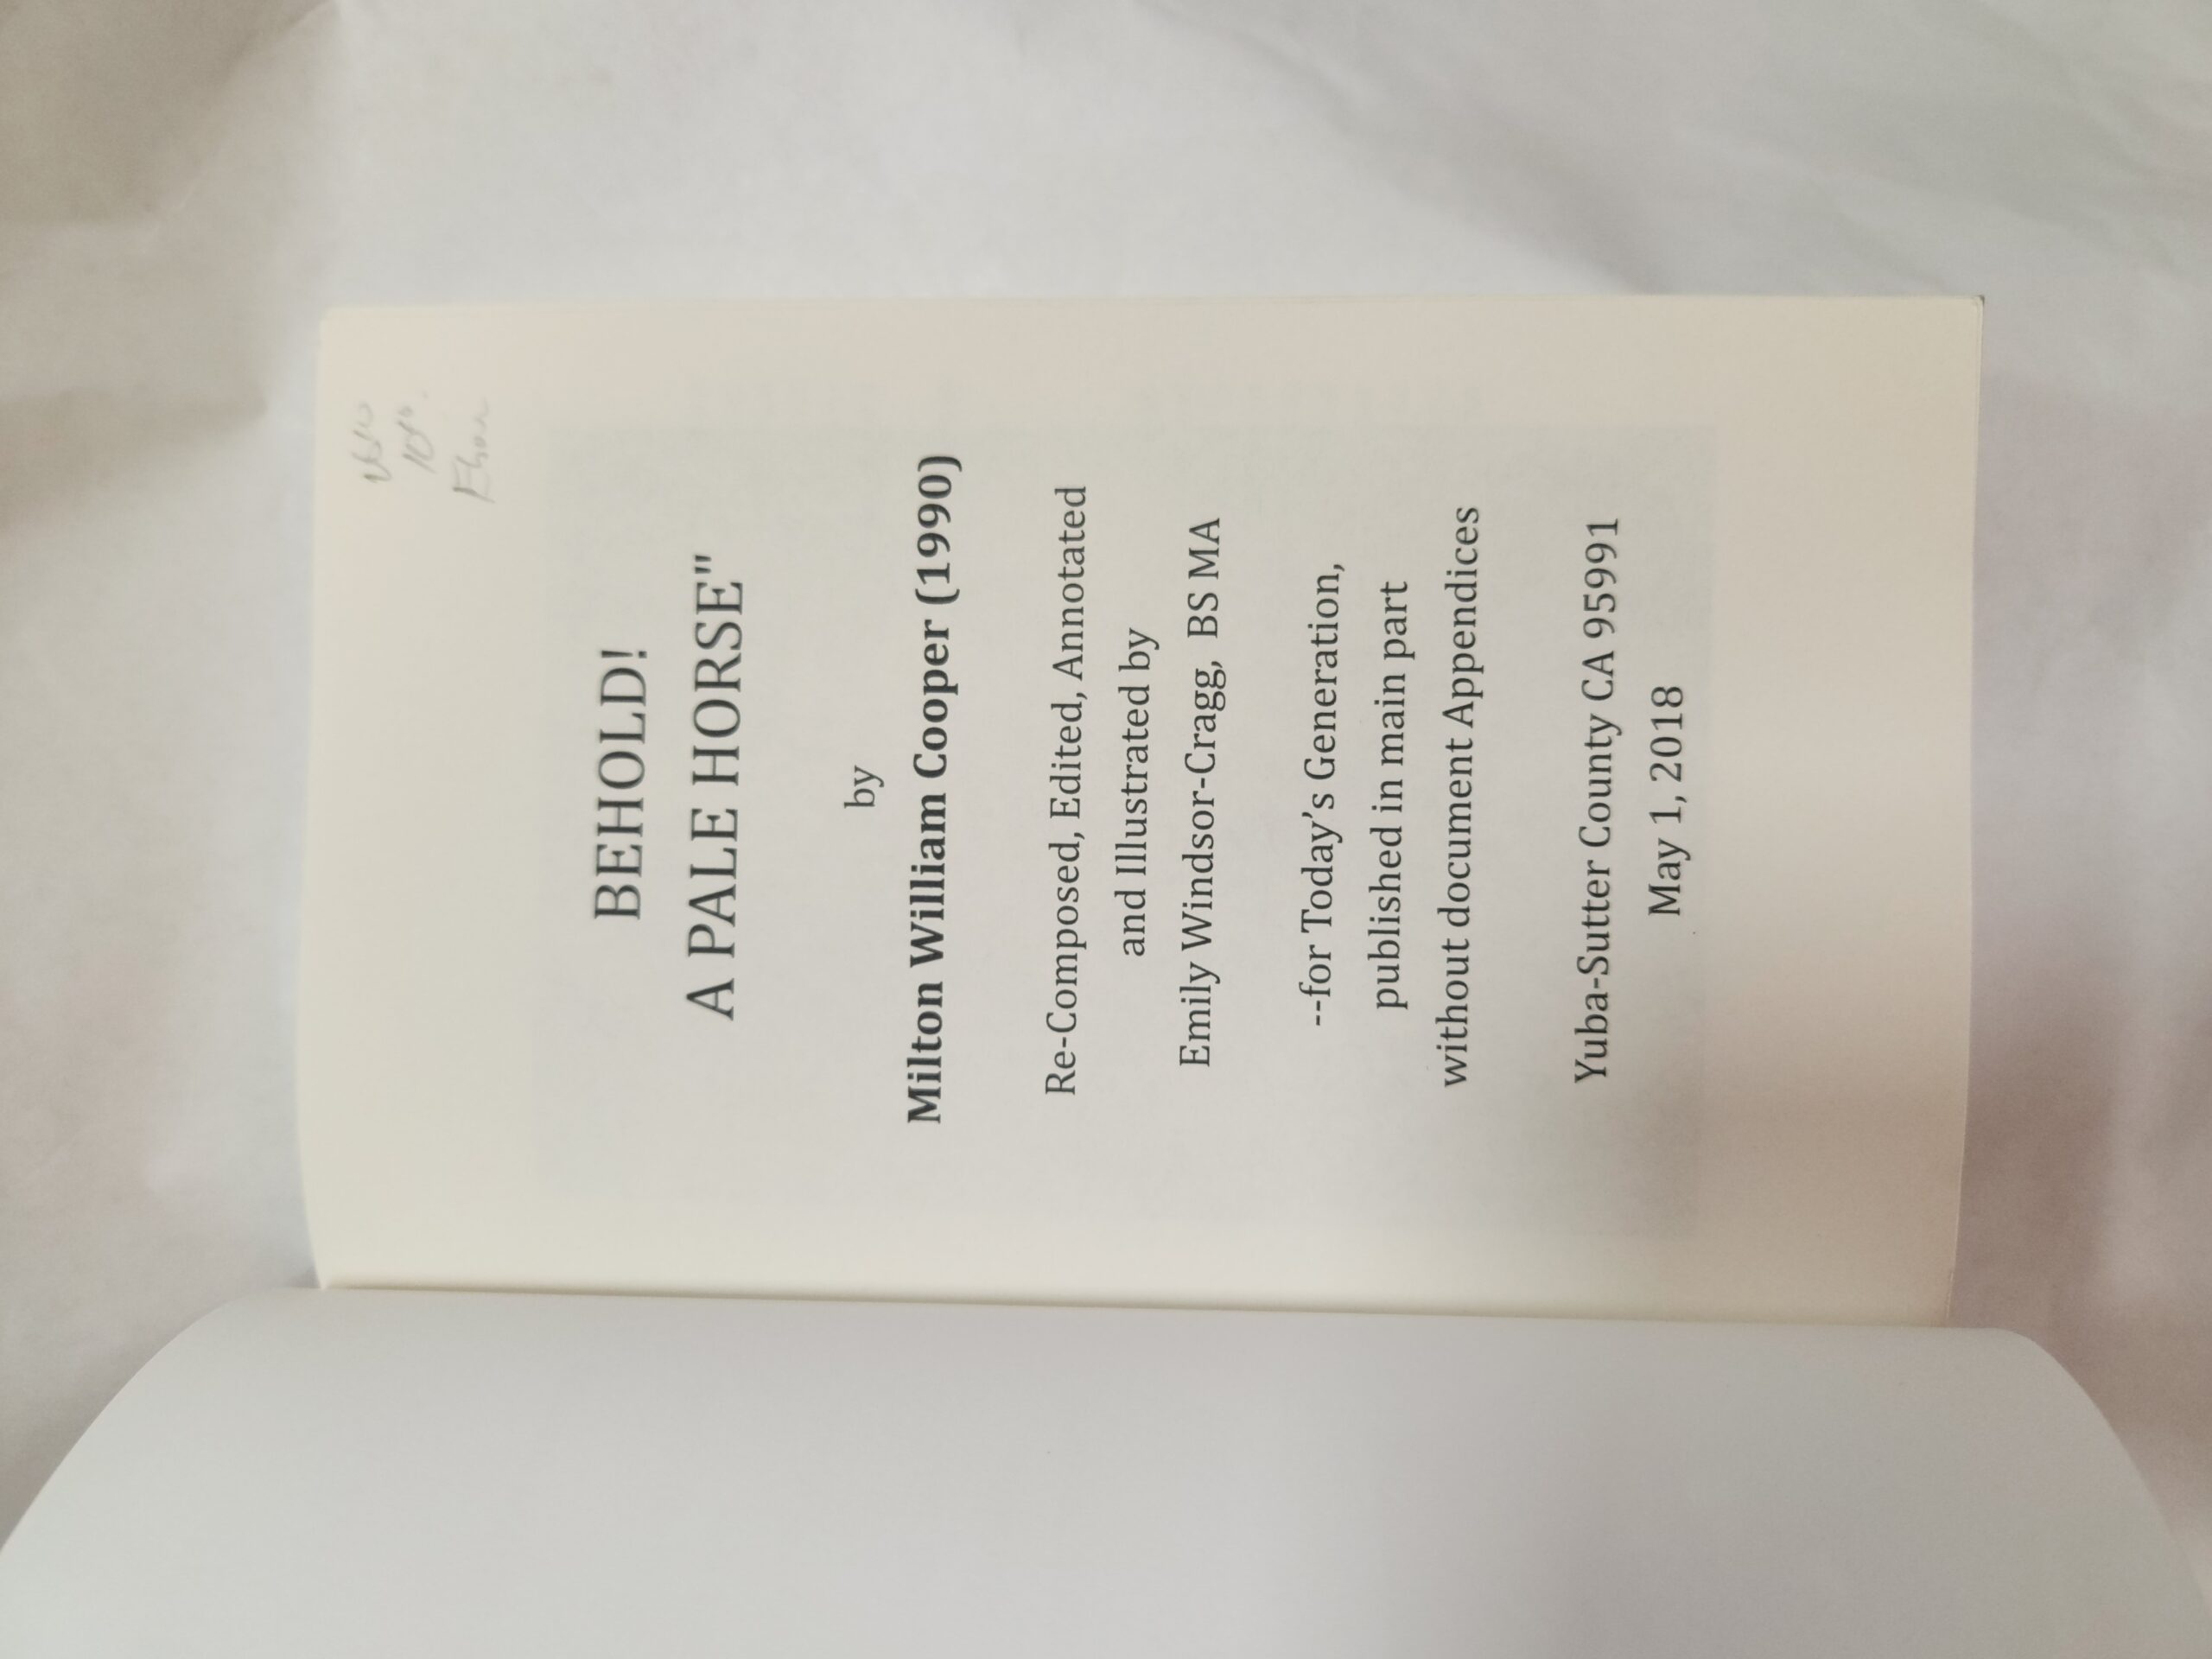 BEHOLD!
A PALE HORSE"
by
Milton William Cooper (1990)
Re-Composed, Edited, Annotated
and Illustrated by
Emily Windsor-Cragg, BS MA
--for Today's Generation,
published in main part
without document Appendices
Yuba-Sutter County CA 95991
May 1, 2018